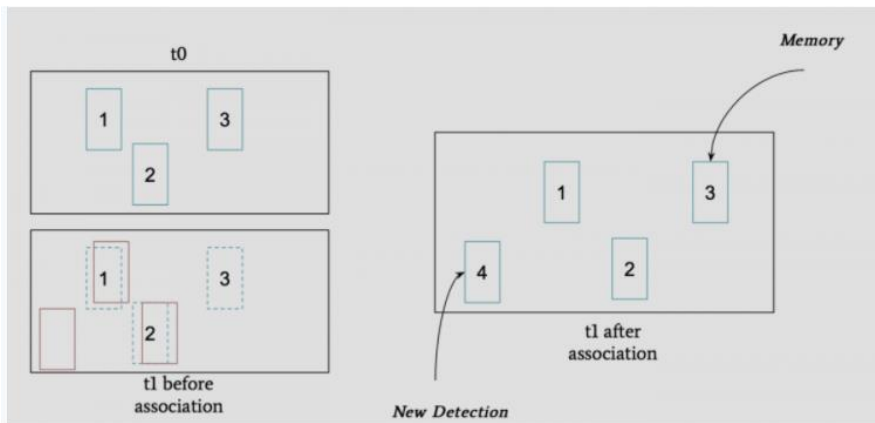 t0
1
3
2
1
3
2
t1 before
association
Memory
1
3
4
2
t1 after
association
New Detection